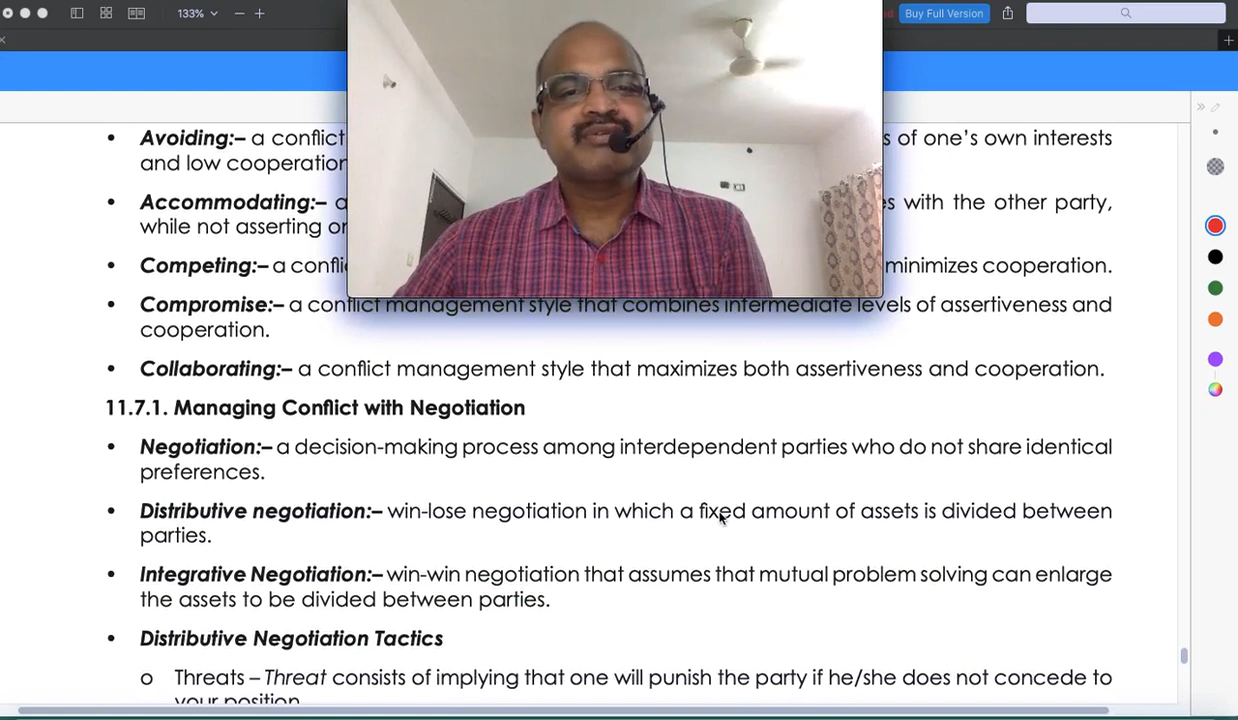 133%
Buy Full Version
• Avoiding:– a conflict of one's own interests
and low cooperation
• Accommodating:– a with the other party,
while not asserting
• Competing:– a minimizes cooperation.
• Compromise:– a conflict management style that combines intermediate levels of assertiveness and
cooperation.
• Collaborating:– a conflict management style that maximizes both assertiveness and cooperation.
11.7.1. Managing Conflict with Negotiation
• Negotiation:– a decision-making process among interdependent parties who do not share identical
preferences.
• Distributive negotiation:– win-lose negotiation in which a fixed amount of assets is divided between
parties.
• Integrative Negotiation:– win-win negotiation that assumes that mutual problem solving can enlarge
the assets to be divided between parties.
• Distributive Negotiation Tactics
o Threats – Threat consists of implying that one will punish the party if he/she does not concede to
your position